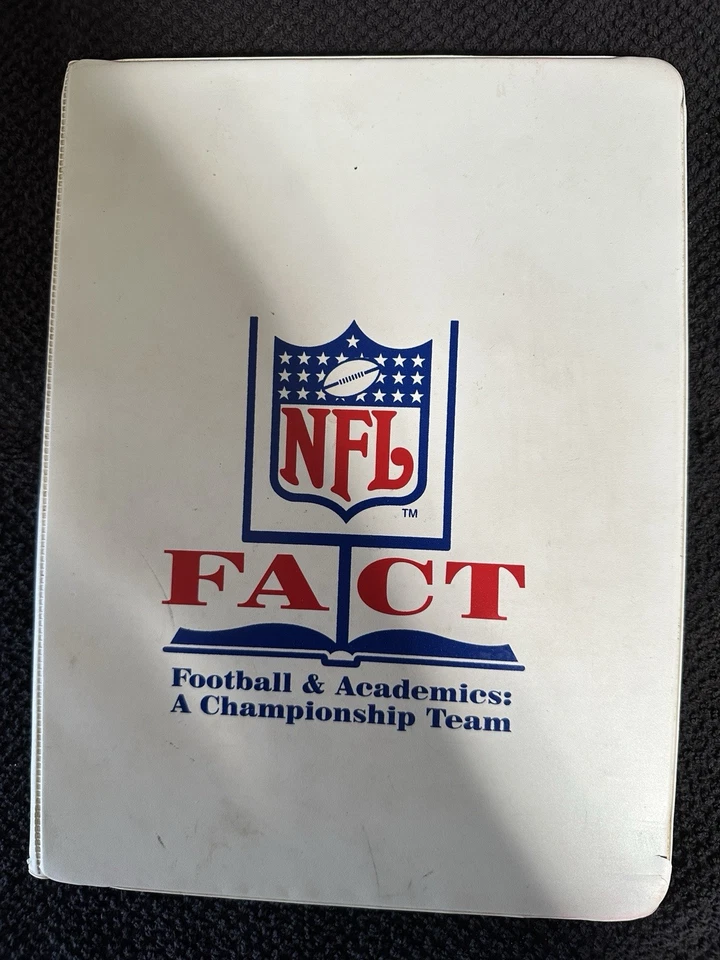 NFL
TM
FACT
Football & Academics:
A Championship Team